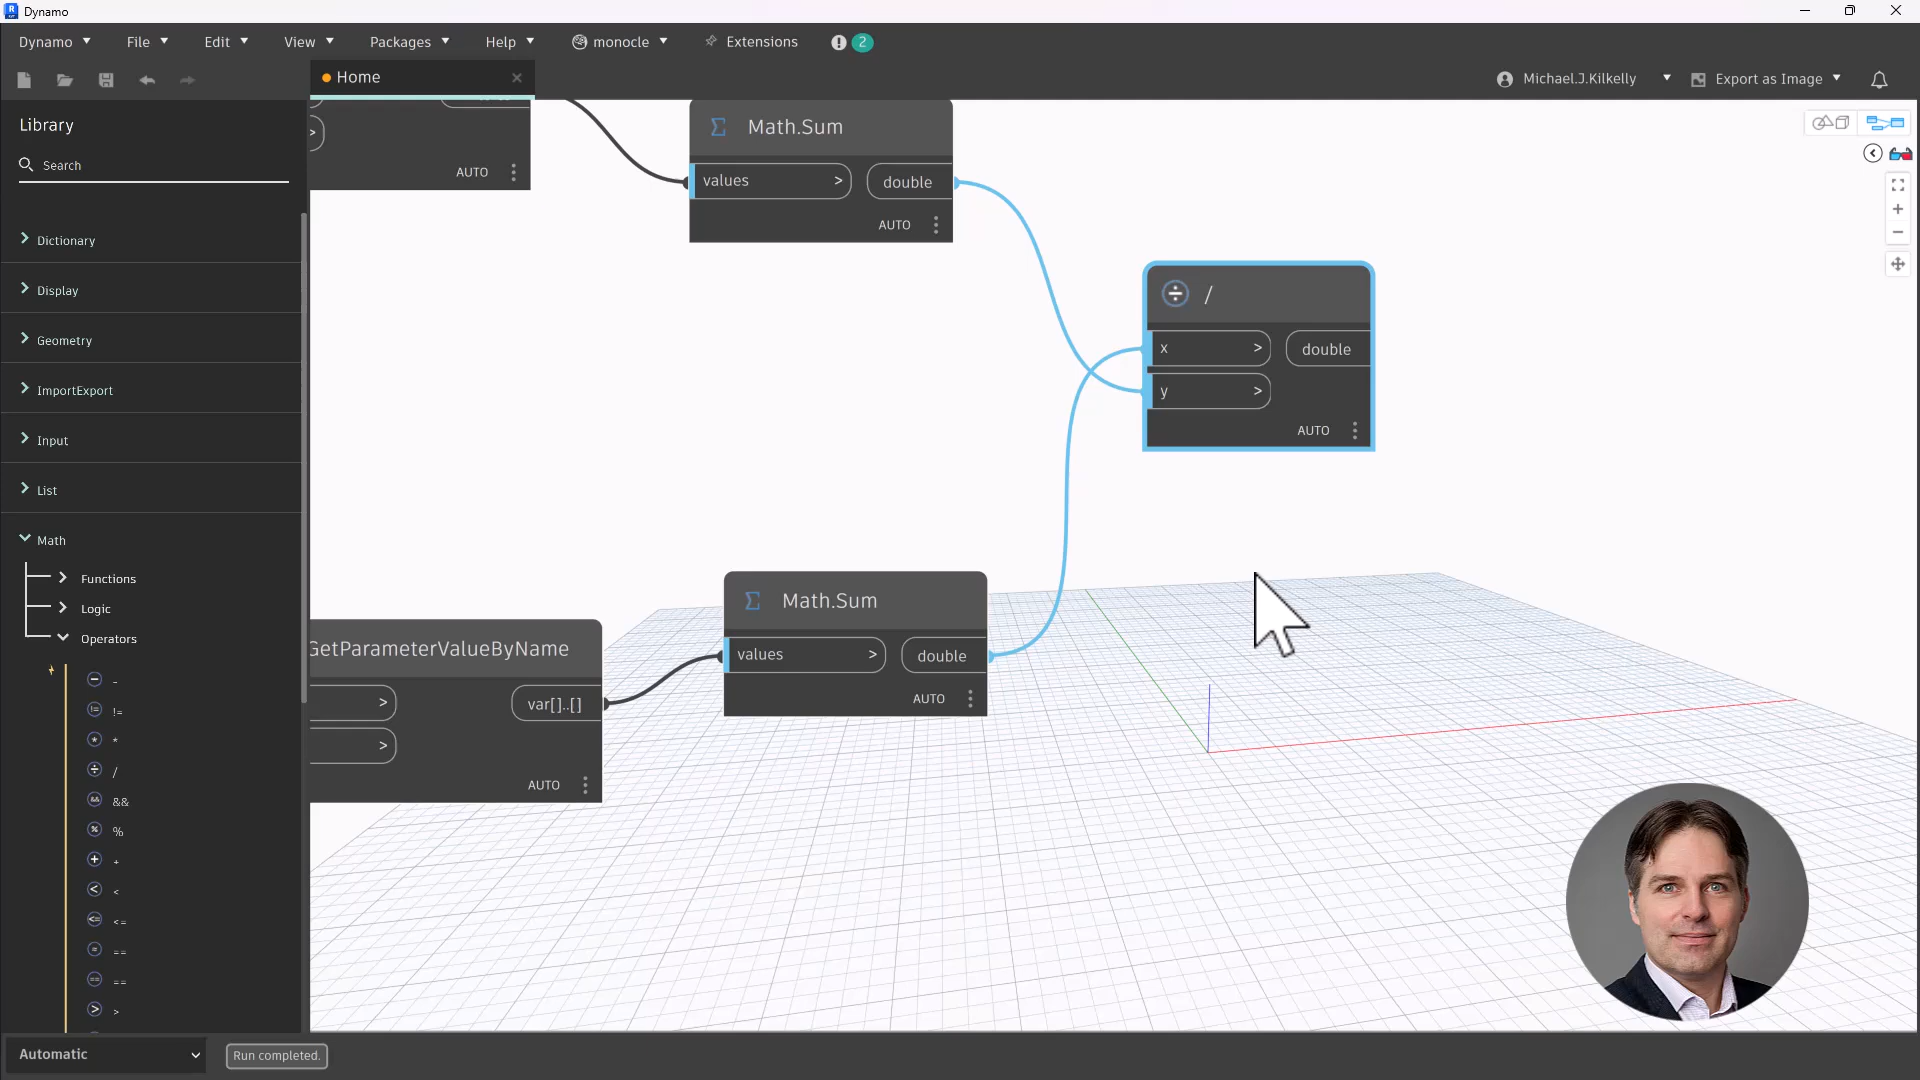 Dynamo
Dynamo File Edit View Packages Help monocle Extensions ! 2
Home
Michael.J.Kilkelly Export as Image
Library
Search
Dictionary
Display
Geometry
ImportExport
Input
List
Math
Functions
Logic
Operators
-
!=
*
/
&&
%
+
<
<=
==
==
>
>
AUTO
Math.Sum
values > double
AUTO
/
x > double
y >
AUTO
Math.Sum
values > double
AUTO
GetParameterValueByName
> var[]..[]
>
AUTO
Automatic
Run completed.